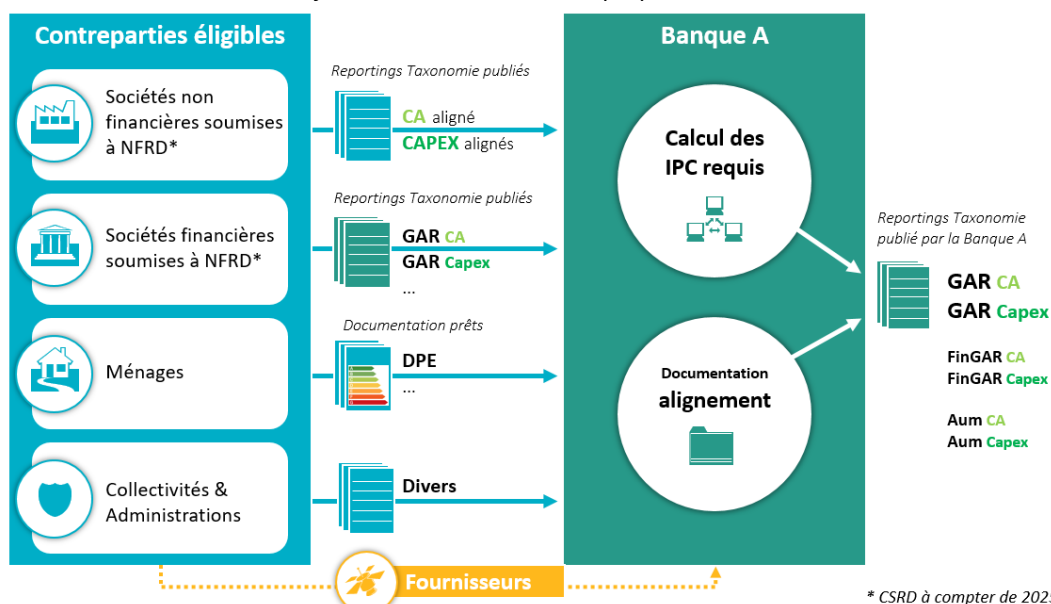 Contreparties éligibles
Sociétés non
financières soumises
à NFRD*
Sociétés financières
soumises à NFRD*
Ménages
Collectivités &
Administrations
Reportings Taxonomie publiés
CA aligné
CAPEX alignés
Reportings Taxonomie publiés
GAR CA
GAR Capex
...
Documentation prêts
DPE
...
Divers
Fournisseurs
Banque A
Calcul des
IPC requis
Documentation
alignement
Reportings Taxonomie
publié par la Banque A
GAR CA
GAR Capex
FinGAR CA
FinGAR Capex
Aum CA
Aum Capex
* CSRD à compter de